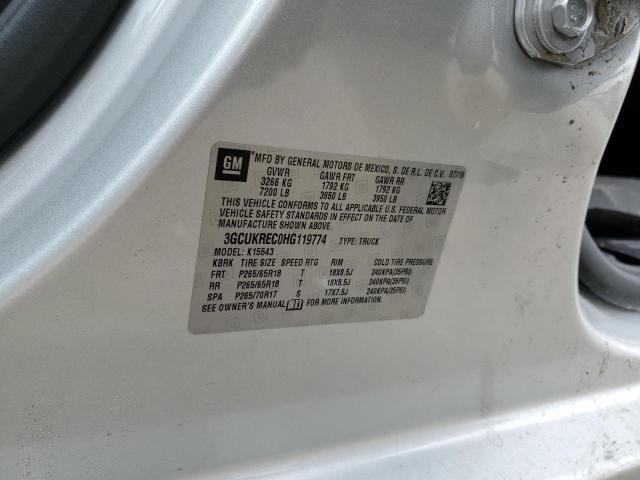 GM MFD BY GENERAL MOTORS DE MEXICO, S. DE R.L. DE C.V. 07/16
GVWR GAWR FRT GAWR RR
3266 KG 1792 KG 1792 KG
7200 LB 3950 LB 3950 LB
THIS VEHICLE CONFORMS TO ALL APPLICABLE U.S. FEDERAL MOTOR
VEHICLE SAFETY STANDARDS IN EFFECT ON THE DATE OF
MANUFACTURE SHOWN ABOVE.
3GCUKREC0HG119774 TYPE: TRUCK
MODEL: K15543
KBRK TIRE SIZE SPEED RTG RIM COLD TIRE PRESSURE
FRT P265/65R18 T 18X8.5J 240KPA(35PSI)
RR P265/65R18 T 18X8.5J 240KPA(35PSI)
SPA P265/70R17 S 17X7.5J 240KPA(35PSI)
SEE OWNER'S MANUAL FOR MORE INFORMATION.